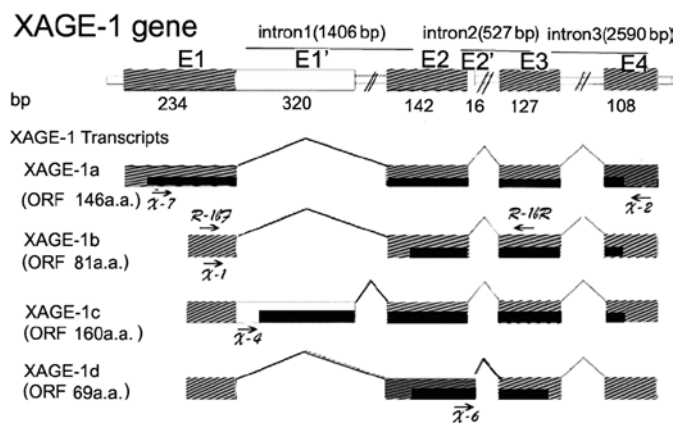 XAGE-1 gene
intron1(1406 bp) intron2(527 bp) intron3(2590 bp)
E1 E1' E2 E2' E3 E4
bp 234 320 142 16 127 108
XAGE-1 Transcripts
XAGE-1a
(ORF 146a.a.)
X-7 X-2
R-16F R-16R
XAGE-1b
(ORF 81a.a.)
X-1
XAGE-1c
(ORF 160a.a.)
X-4
XAGE-1d
(ORF 69a.a.)
X-6